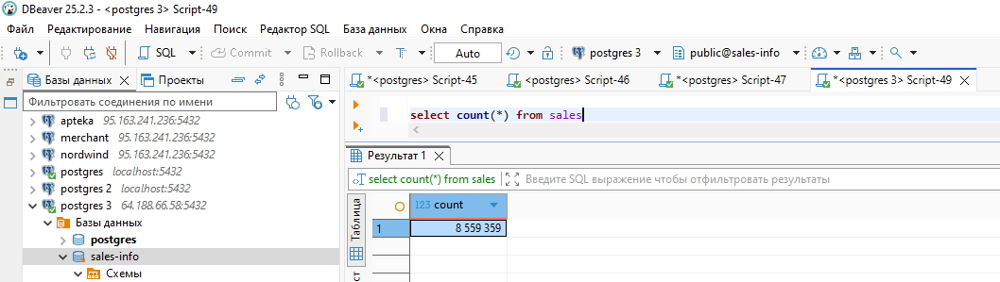 DBeaver 25.2.3 - <postgres 3> Script-49
Файл Редактирование Навигация Поиск Редактор SQL База данных Окна Справка
SQL Commit Rollback T Auto postgres 3 public@sales-info
Базы данных Проекты
*<postgres> Script-45 <postgres> Script-46 *<postgres> Script-47 *<postgres 3> Script-49
Фильтровать соединения по имени
apteka 95.163.241.236:5432
merchant 95.163.241.236:5432
nordwind 95.163.241.236:5432
postgres localhost:5432
postgres 2 localhost:5432
postgres 3 64.188.66.58:5432
Базы данных
postgres
sales-info
Схемы
select count(*) from sales
Результат 1
select count(*) from sales Введите SQL выражение чтобы отфильтровать результаты
Таблица
123 count
1 8 559 359
ст